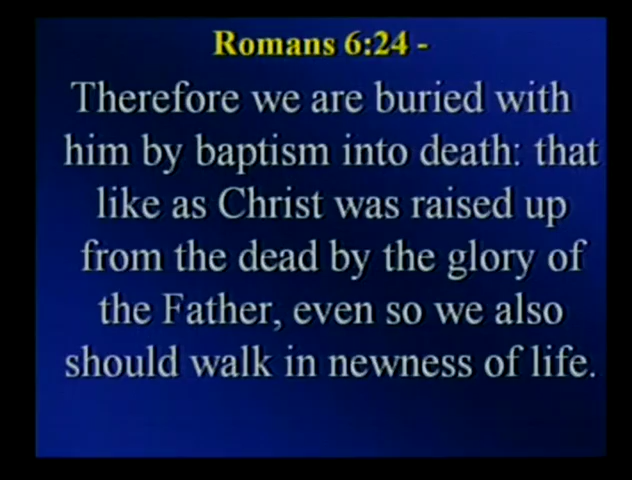 Romans 6:24 -
Therefore we are buried with
him by baptism into death: that
like as Christ was raised up
from the dead by the glory of
the Father, even so we also
should walk in newness of life.